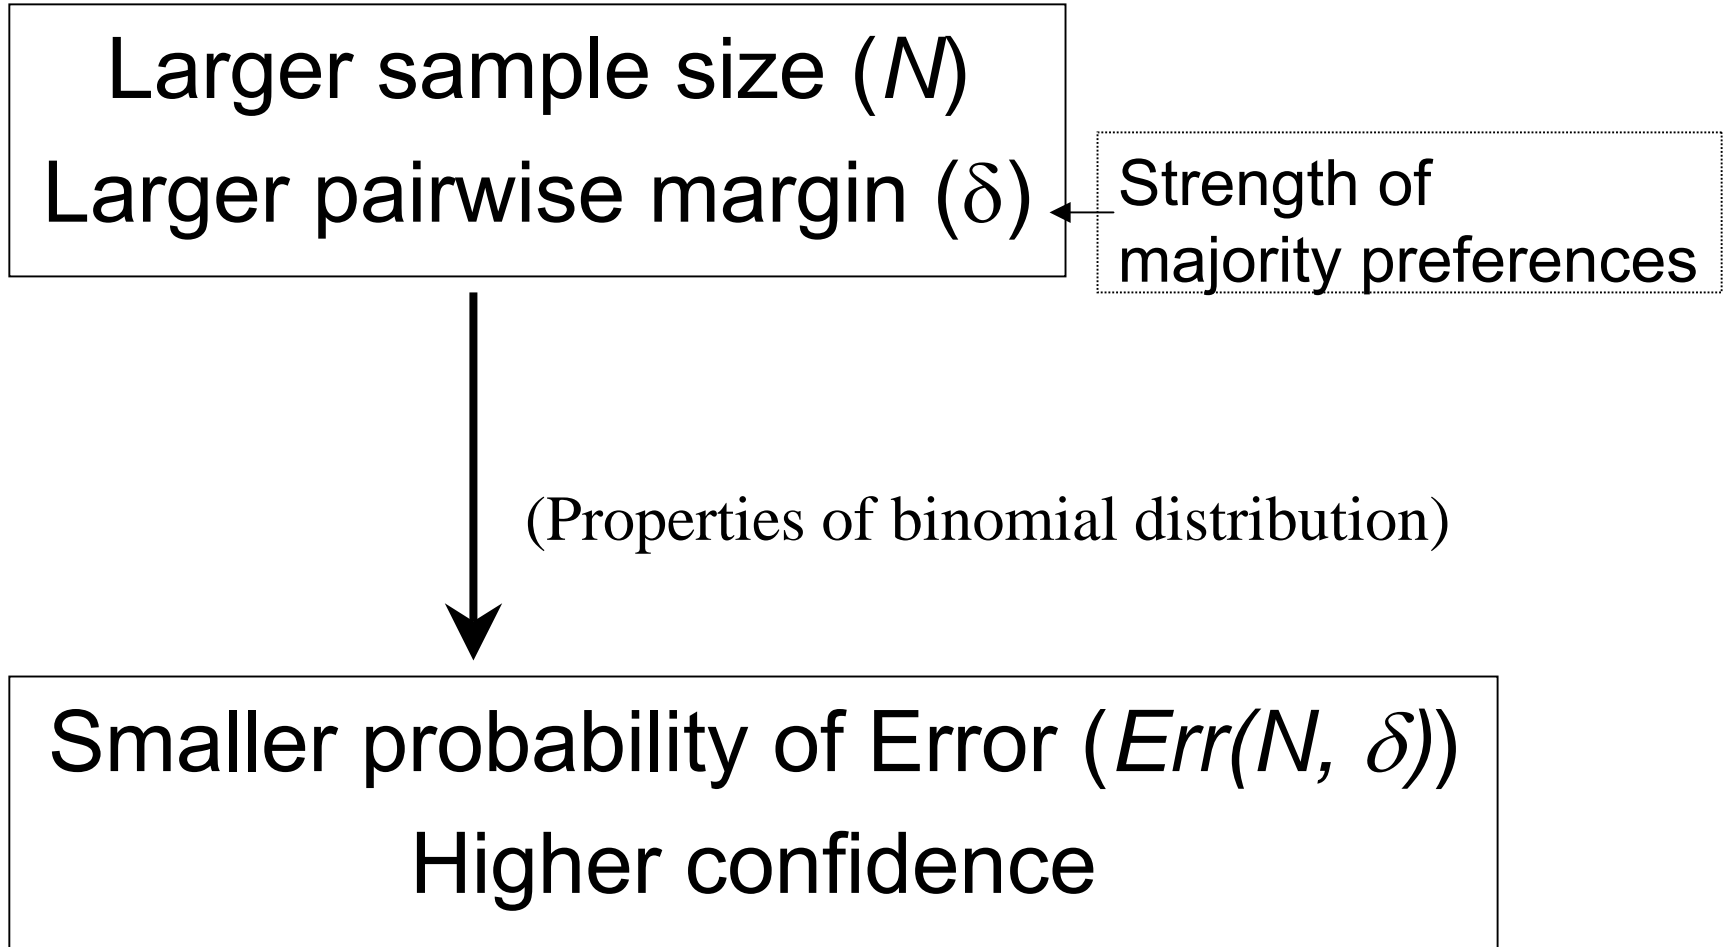 Larger sample size (N)
Larger pairwise margin (δ)
Strength of
majority preferences
(Properties of binomial distribution)
Smaller probability of Error (Err(N, δ))
Higher confidence